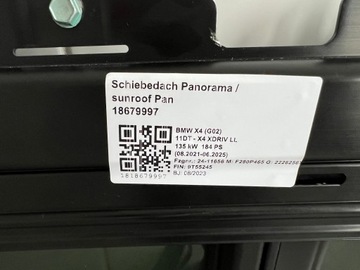 Schiebedach Panorama /
sunroof Pan
18679997
BMW X4 (G02)
11DT - X4 XDRIV LL
135 kW 184 PS
(08.2021-06.2025)
FIN: 9T55245
BJ: 08/2023
1818679997